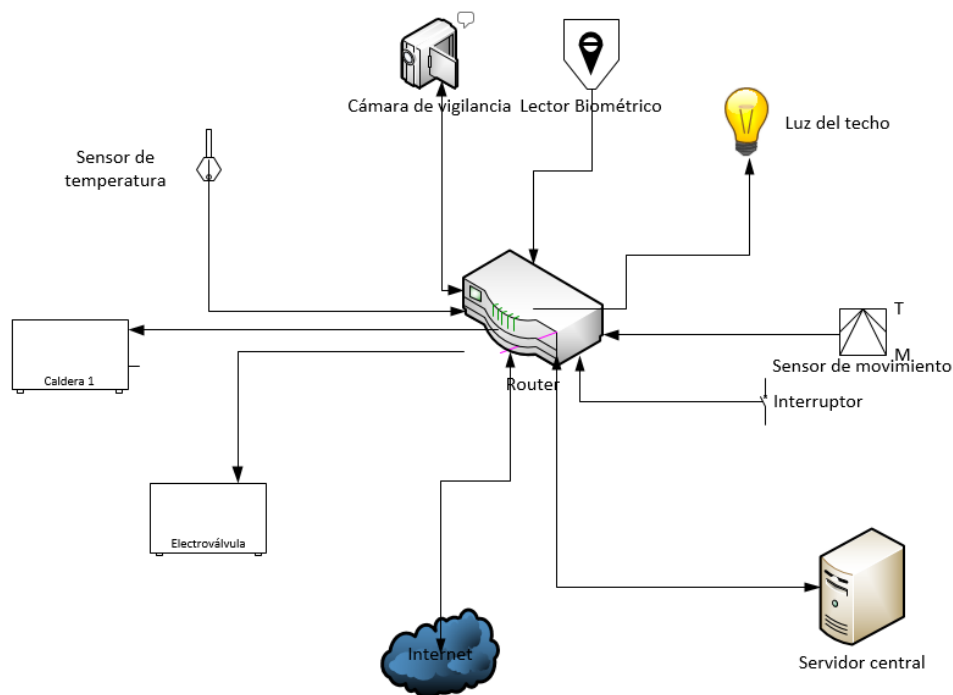 Cámara de vigilancia
Lector Biométrico
Luz del techo
Sensor de
temperatura
T
M
Sensor de movimiento
Caldera 1
Router
Interruptor
Electroválvula
Internet
Servidor central